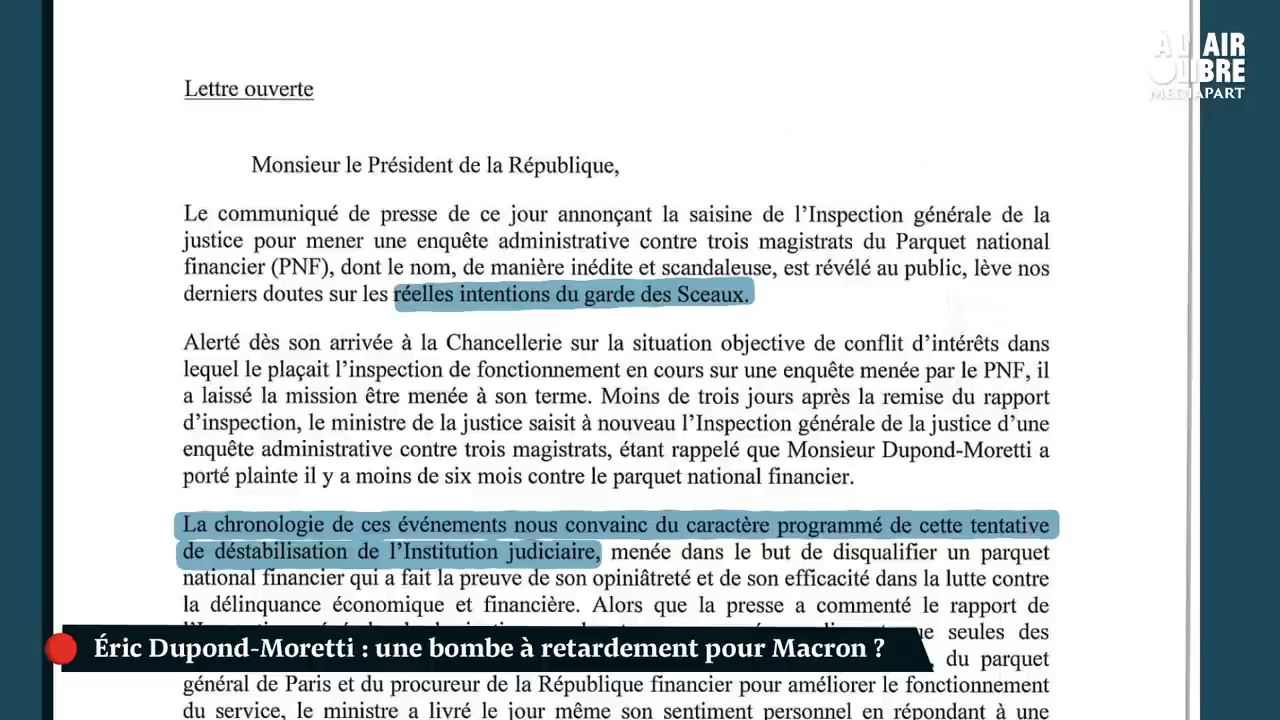 À L'AIR
LIBRE
MEDIAPART
Lettre ouverte
Monsieur le Président de la République,
Le communiqué de presse de ce jour annonçant la saisine de l'Inspection générale de la
justice pour mener une enquête administrative contre trois magistrats du Parquet national
financier (PNF), dont le nom, de manière inédite et scandaleuse, est révélé au public, lève nos
derniers doutes sur les réelles intentions du garde des Sceaux.
Alerté dès son arrivée à la Chancellerie sur la situation objective de conflit d'intérêts dans
lequel le plaçait l'inspection de fonctionnement en cours sur une enquête menée par le PNF, il
a laissé la mission être menée à son terme. Moins de trois jours après la remise du rapport
d'inspection, le ministre de la justice saisit à nouveau l'Inspection générale de la justice d'une
enquête administrative contre trois magistrats, étant rappelé que Monsieur Dupond-Moretti a
porté plainte il y a moins de six mois contre le parquet national financier.
La chronologie de ces événements nous convainc du caractère programmé de cette tentative
de déstabilisation de l'Institution judiciaire, menée dans le but de disqualifier un parquet
national financier qui a fait la preuve de son opiniâtreté et de son efficacité dans la lutte contre
la délinquance économique et financière. Alors que la presse a commenté le rapport de
seules des
Éric Dupond-Moretti : une bombe à retardement pour Macron ?
du parquet
général de Paris et du procureur de la République financier pour améliorer le fonctionnement
du service, le ministre a livré le jour même son sentiment personnel en répondant à une